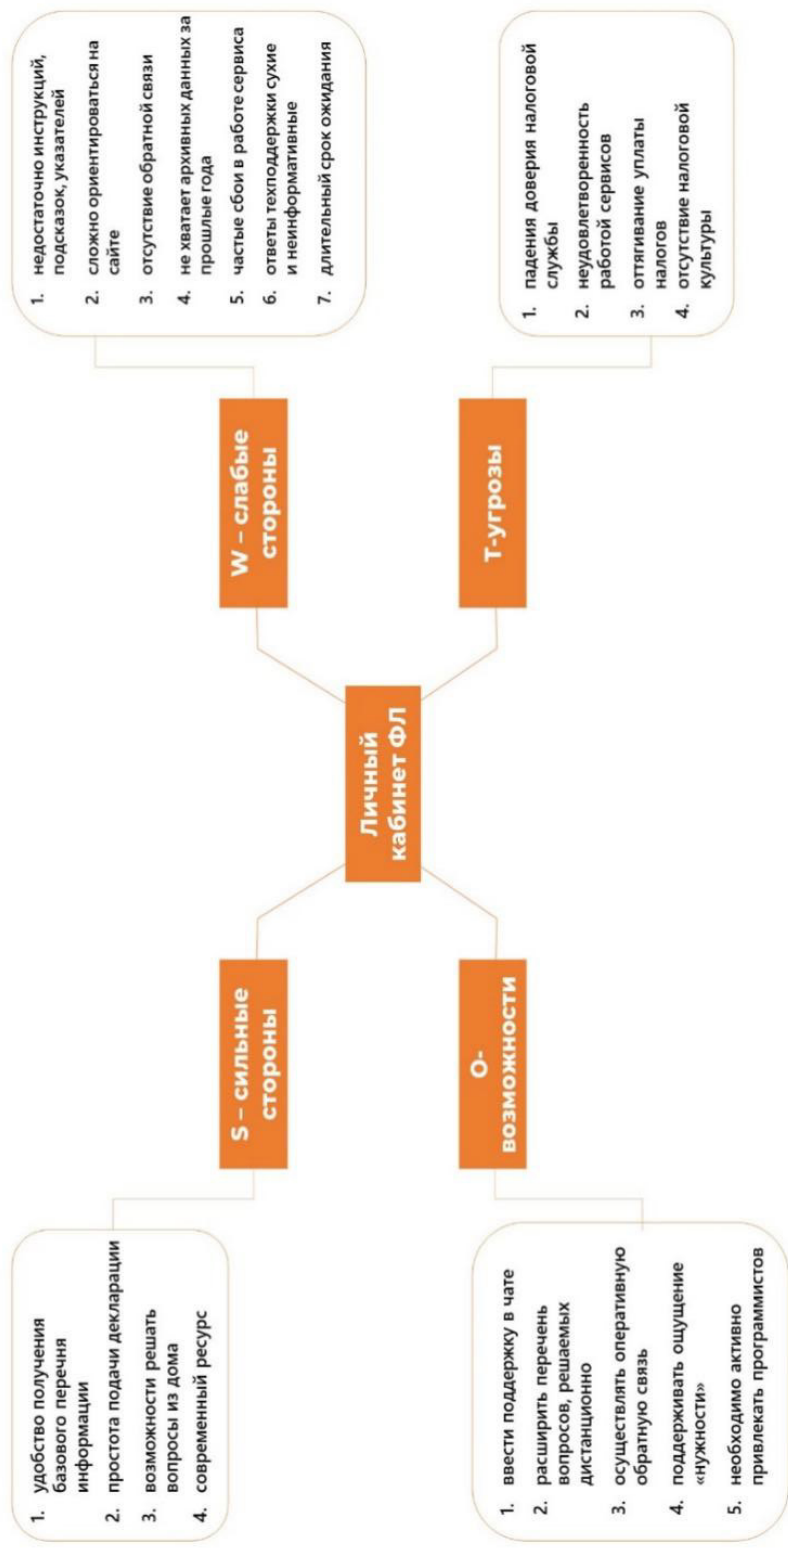 1. удобство получения
базового перечня
информации
2. простота подачи декларации
3. возможности решать
вопросы из дома
4. современный ресурс
S – сильные
стороны
W – слабые
стороны
1. недостаточно инструкций,
подсказок, указателей
2. сложно ориентироваться на
сайте
3. отсутствие обратной связи
4. не хватает архивных данных за
прошлые года
5. частые сбои в работе сервиса
6. ответы техподдержки сухие
и неинформативные
7. длительный срок ожидания
Личный
кабинет ФЛ
1. ввести поддержку в чате
2. расширить перечень
вопросов, решаемых
дистанционно
3. осуществлять оперативную
обратную связь
4. поддерживать ощущение
«нужности»
5. необходимо активно
привлекать программистов
О-
возможности
Т-угрозы
1. падения доверия налоговой
службы
2. неудовлетворенность
работой сервисов
3. оттягивание уплаты
налогов
4. отсутствие налоговой
культуры